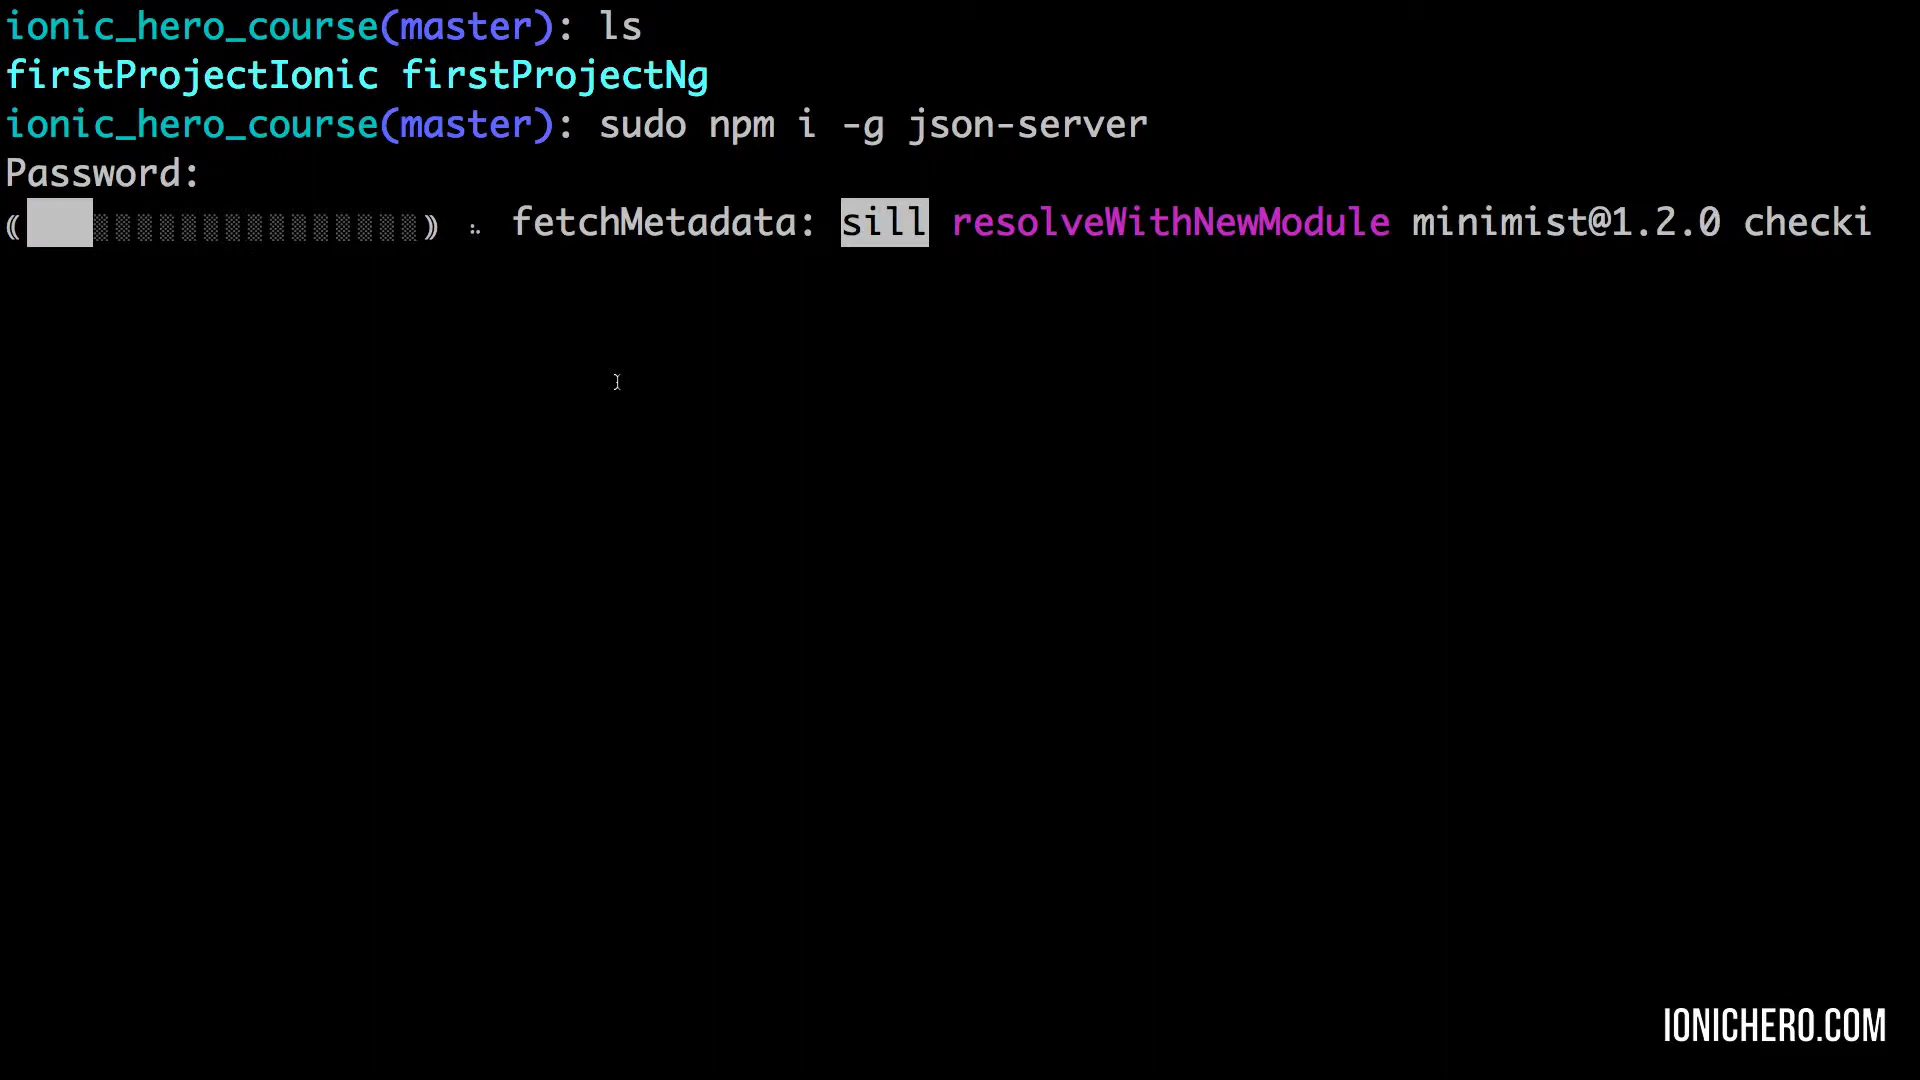 ionic_hero_course(master): ls
firstProjectIonic firstProjectNg
ionic_hero_course(master): sudo npm i -g json-server
Password:
⸨   ░░░░░░░░░░░░░░░⸩ ⠦ fetchMetadata: sill resolveWithNewModule minimist@1.2.0 checki
IONICHERO.COM